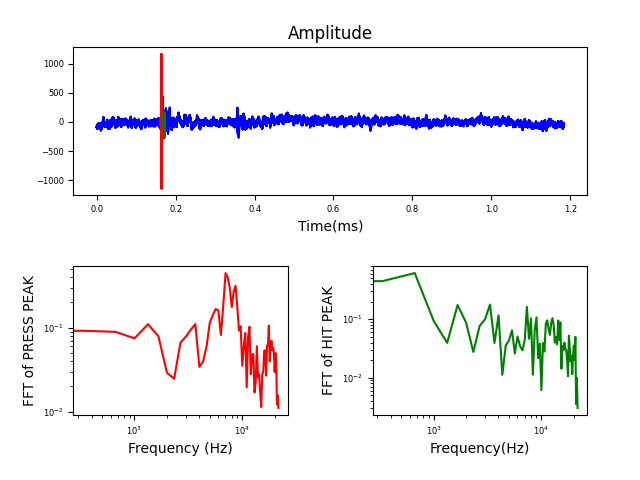 Amplitude
1000
500
0
−500
−1000
0.0 0.2 0.4 0.6 0.8 1.0 1.2
Time(ms)
FFT of PRESS PEAK
10⁻¹
10⁻²
10³ 10⁴
Frequency (Hz)
FFT of HIT PEAK
10⁻¹
10⁻²
10³ 10⁴
Frequency(Hz)